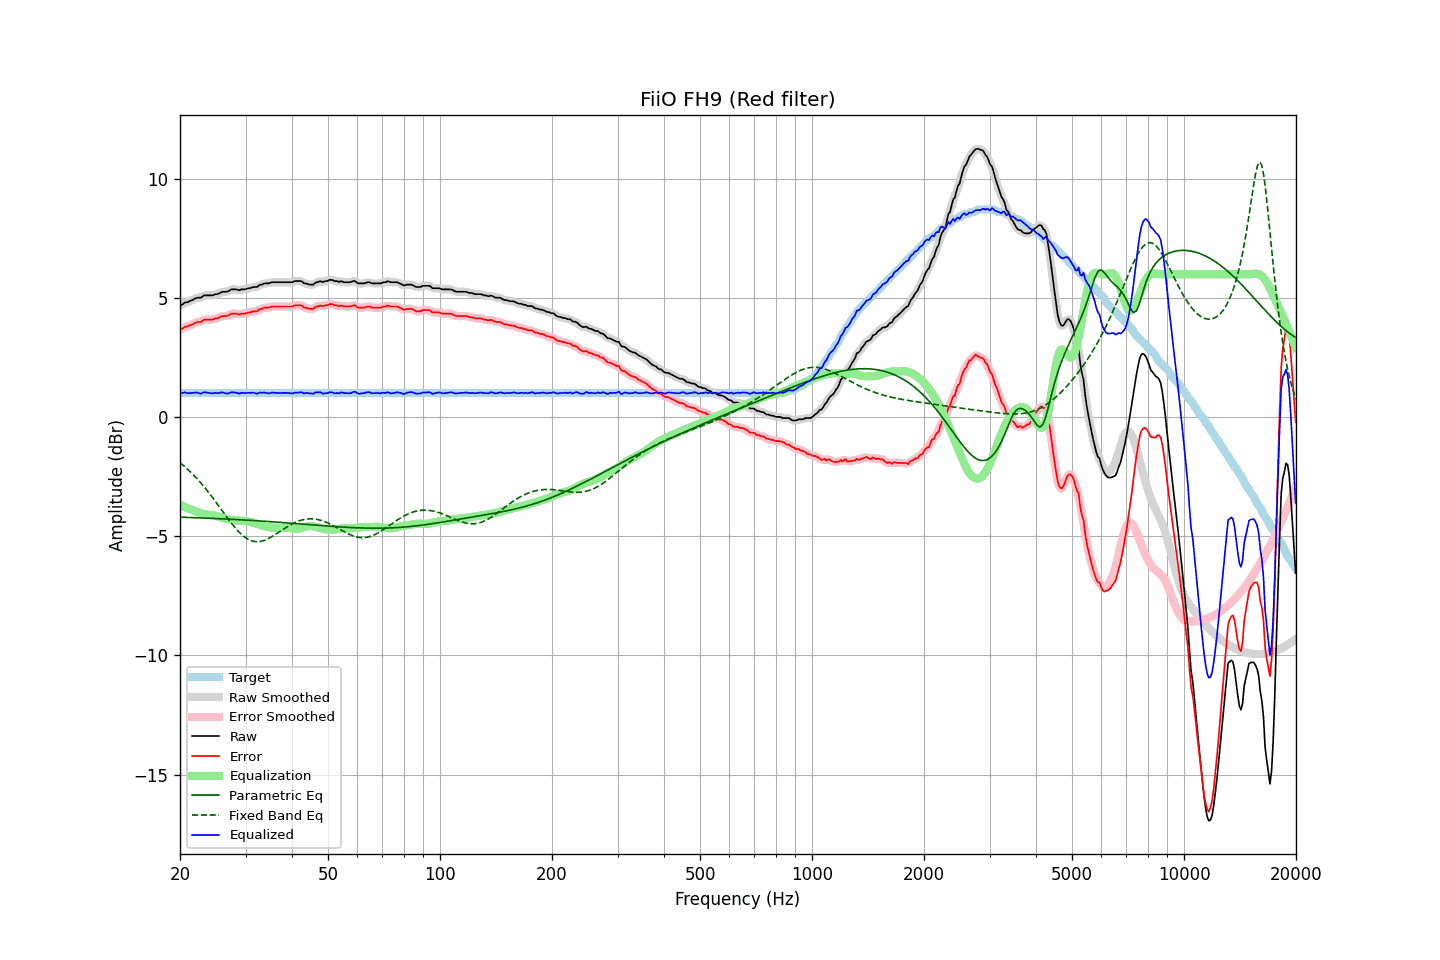 FiiO FH9 (Red filter)
10
5
0
−5
−10
−15
Amplitude (dBr)
Target
Raw Smoothed
Error Smoothed
Raw
Error
Equalization
Parametric Eq
Fixed Band Eq
Equalized
20 50 100 200 500 1000 2000 5000 10000 20000
Frequency (Hz)